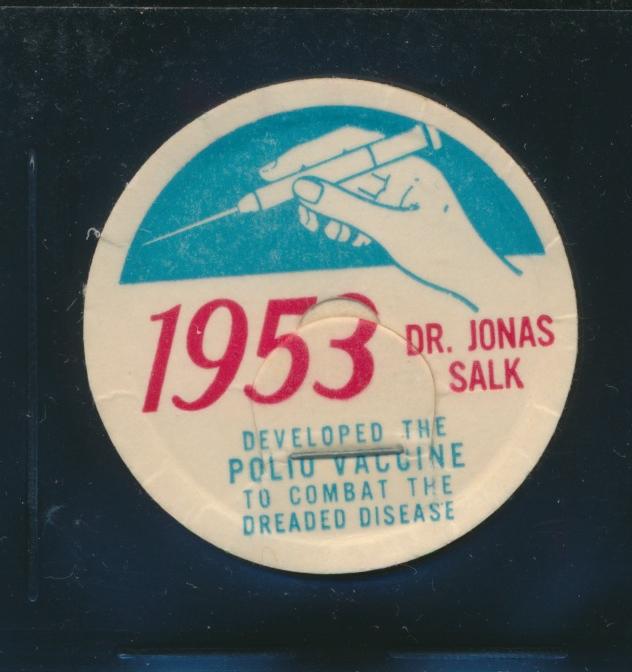 1953
DR. JONAS
SALK
DEVELOPED THE
POLIO VACCINE
TO COMBAT THE
DREADED DISEASE